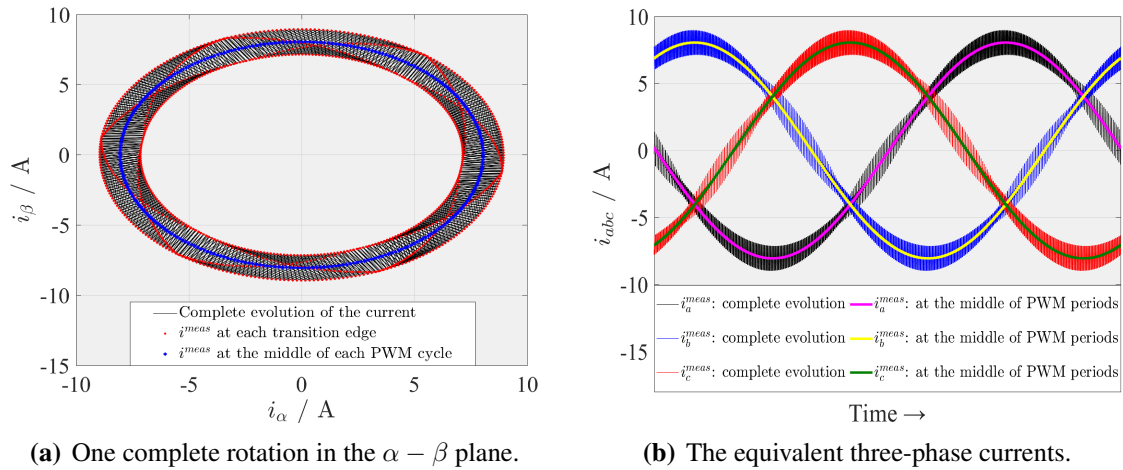 10
5
0
-5
-10
-15
-10
-5
0
5
10
i_β / A
i_α / A
Complete evolution of the current
i^{meas} at each transition edge
i^{meas} at the middle of each PWM cycle
(a) One complete rotation in the α − β plane.
10
5
0
-5
-10
-15
i_{abc} / A
i_a^{meas}: complete evolution i_a^{meas}: at the middle of PWM periods
i_b^{meas}: complete evolution i_b^{meas}: at the middle of PWM periods
i_c^{meas}: complete evolution i_c^{meas}: at the middle of PWM periods
Time →
(b) The equivalent three-phase currents.